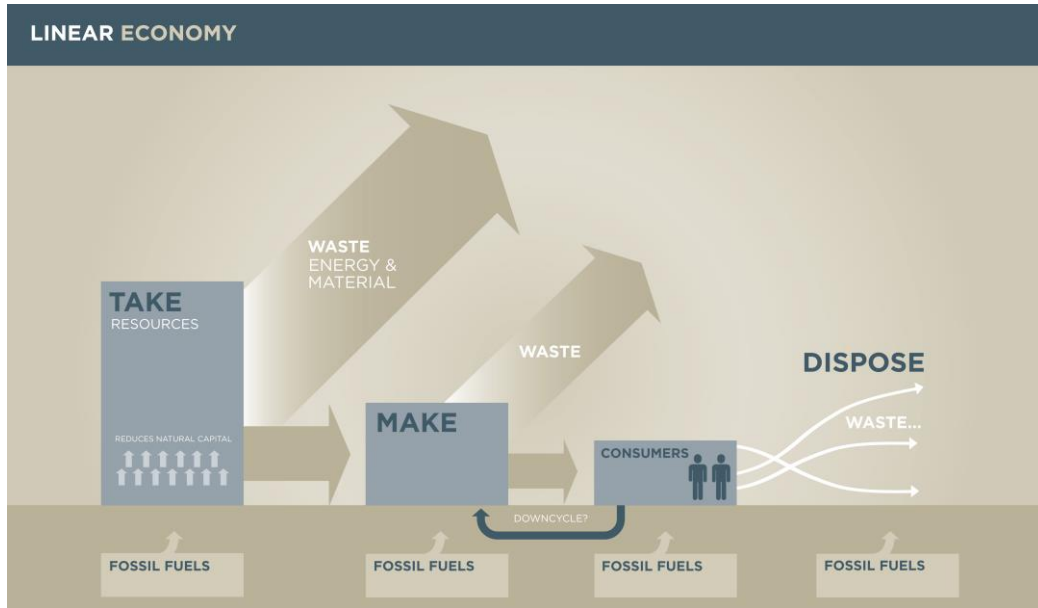 LINEAR ECONOMY
WASTE
ENERGY &
MATERIAL
TAKE
RESOURCES
WASTE
DISPOSE
MAKE
WASTE...
REDUCES NATURAL CAPITAL
CONSUMERS
DOWNCYCLE?
FOSSIL FUELS
FOSSIL FUELS
FOSSIL FUELS
FOSSIL FUELS